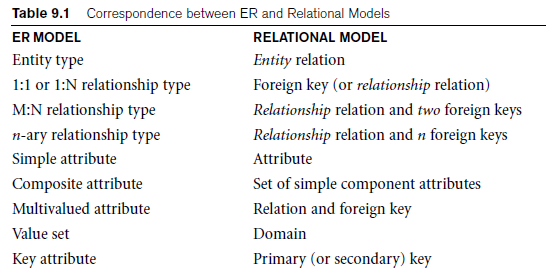 Table 9.1 Correspondence between ER and Relational Models
ER MODEL RELATIONAL MODEL
Entity type Entity relation
1:1 or 1:N relationship type Foreign key (or relationship relation)
M:N relationship type Relationship relation and two foreign keys
n-ary relationship type Relationship relation and n foreign keys
Simple attribute Attribute
Composite attribute Set of simple component attributes
Multivalued attribute Relation and foreign key
Value set Domain
Key attribute Primary (or secondary) key